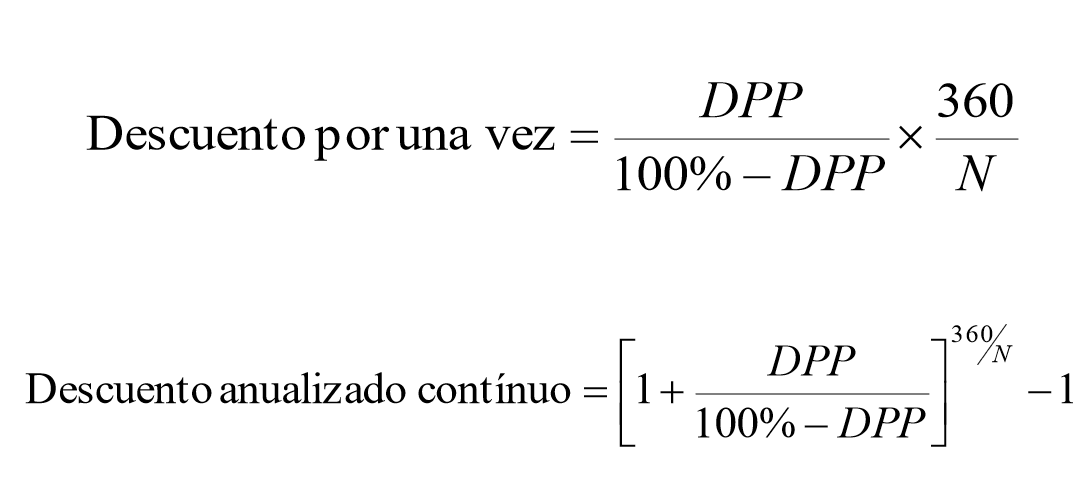 Descuento por una vez = DPP / (100% − DPP) × 360 / N
Descuento anualizado contínuo = [1 + DPP / (100% − DPP)]^(360/N) − 1